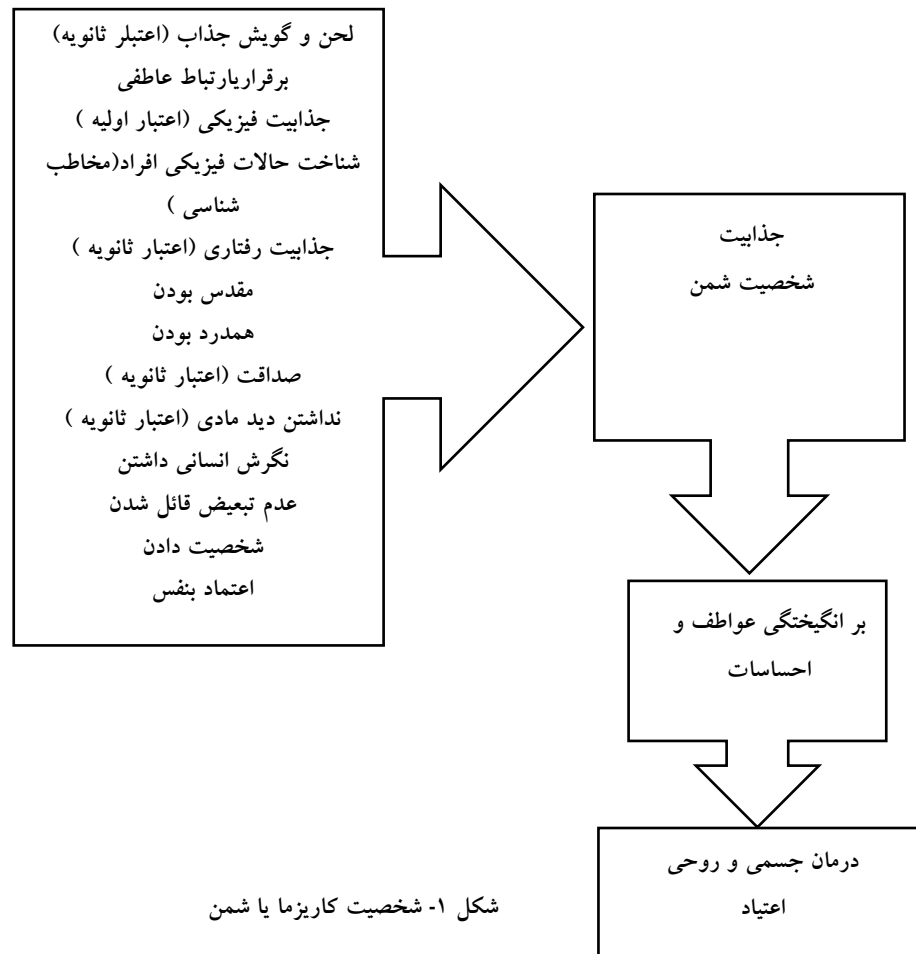 لحن و گویش جذاب (اعتبلر ثانویه)
برقراریارتباط عاطفی
جذابیت فیزیکی (اعتبار اولیه )
شناخت حالات فیزیکی افراد(مخاطب
شناسی )
جذابیت رفتاری (اعتبار ثانویه )
مقدس بودن
همدرد بودن
صداقت (اعتبار ثانویه )
نداشتن دید مادی (اعتبار ثانویه )
نگرش انسانی داشتن
عدم تبعیض قائل شدن
شخصیت دادن
اعتماد بنفس
جذابیت
شخصیت شمن
بر انگیختگی عواطف و
احساسات
درمان جسمی و روحی
اعتیاد
شکل ۱- شخصیت کاریزما یا شمن